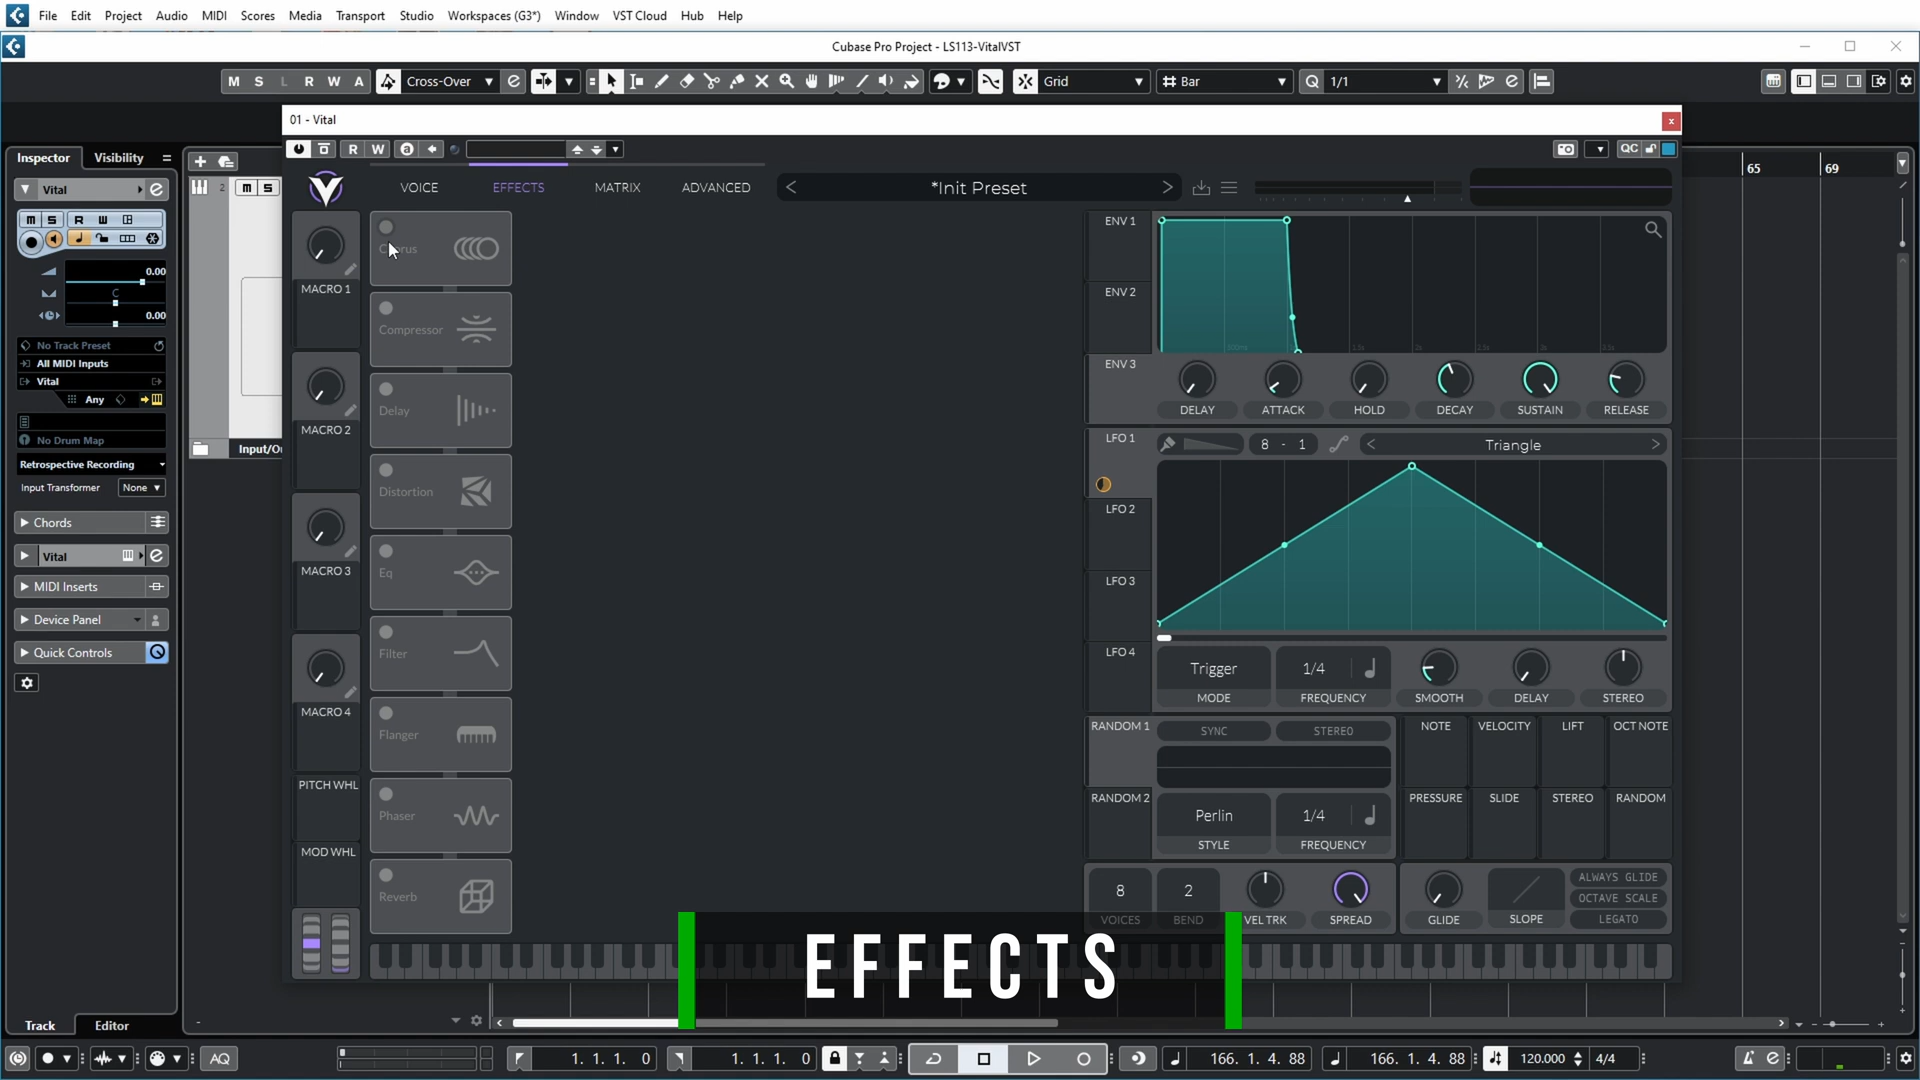 File Edit Project Audio MIDI Scores Media Transport Studio Workspaces (G3*) Window VST Cloud Hub Help
Cubase Pro Project - LS113-VitalVST
M S L R W A Cross-Over Grid Bar Q 1/1
01 - Vital
R W QC
Inspector Visibility
65 69
Vital
2 m S
VOICE EFFECTS MATRIX ADVANCED *Init Preset
m S R W
0.00
C
0.00
No Track Preset
All MIDI Inputs
Vital
Any
No Drum Map
Retrospective Recording
Input Transformer None
Chords
Vital
MIDI Inserts
Device Panel
Quick Controls
MACRO 1
MACRO 2
MACRO 3
MACRO 4
PITCH WHL
MOD WHL
Compressor
Delay
Distortion
Eq
Filter
Flanger
Phaser
Reverb
ENV 1
ENV 2
ENV 3
DELAY ATTACK HOLD DECAY SUSTAIN RELEASE
LFO 1 8 - 1 Triangle
LFO 2
LFO 3
LFO 4
Trigger 1/4
MODE FREQUENCY SMOOTH DELAY STEREO
RANDOM 1 SYNC STEREO NOTE VELOCITY LIFT OCT NOTE
RANDOM 2 PRESSURE SLIDE STEREO RANDOM
Perlin 1/4
STYLE FREQUENCY
8 2 ALWAYS GLIDE
OCTAVE SCALE
VOICES BEND VEL TRK SPREAD GLIDE SLOPE LEGATO
EFFECTS
Track Editor
AQ 1. 1. 1. 0 1. 1. 1. 0 166. 1. 4. 88 166. 1. 4. 88 120.000 4/4